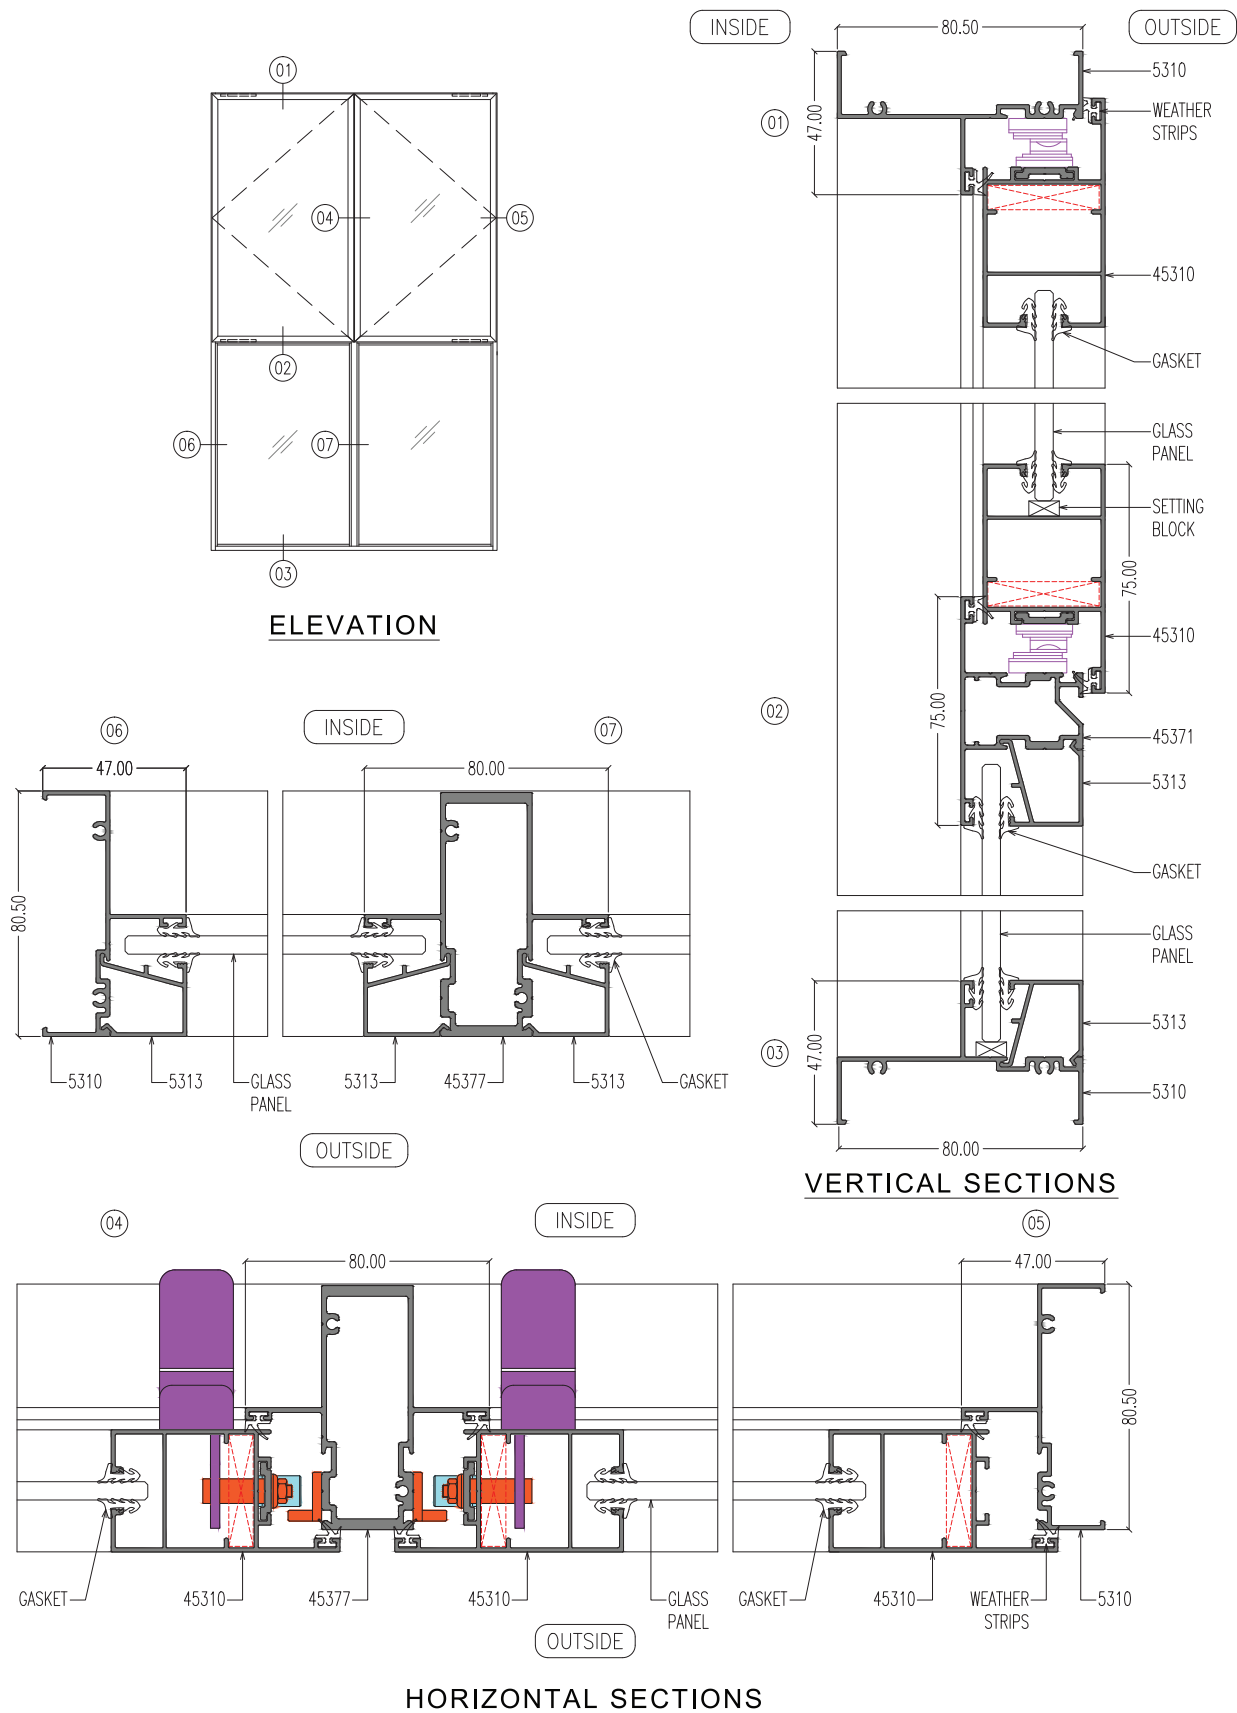 INSIDE
OUTSIDE
80.50
5310
WEATHER
STRIPS
01
47.00
45310
GASKET
01
04
05
02
06
07
03
ELEVATION
GLASS
PANEL
SETTING
BLOCK
75.00
45310
75.00
02
45371
5313
GASKET
GLASS
PANEL
5313
03
47.00
5310
80.00
VERTICAL SECTIONS
06
INSIDE
07
47.00
80.00
80.50
5310
5313
GLASS
PANEL
5313
45377
5313
GASKET
OUTSIDE
04
INSIDE
05
80.00
47.00
80.50
GASKET
45310
45377
45310
GLASS
PANEL
GASKET
45310
WEATHER
STRIPS
5310
OUTSIDE
HORIZONTAL SECTIONS